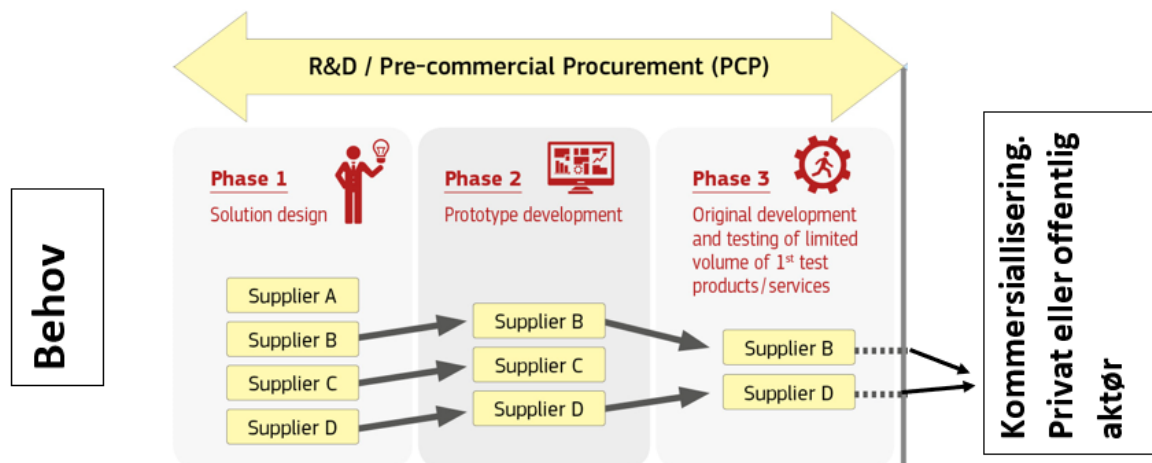 R&D / Pre-commercial Procurement (PCP)
Behov
Phase 1
Solution design
Supplier A
Supplier B
Supplier C
Supplier D
Phase 2
Prototype development
Supplier B
Supplier C
Supplier D
Phase 3
Original development
and testing of limited
volume of 1st test
products/services
Supplier B
Supplier D
Kommersiallisering.
Privat eller offentlig
aktør